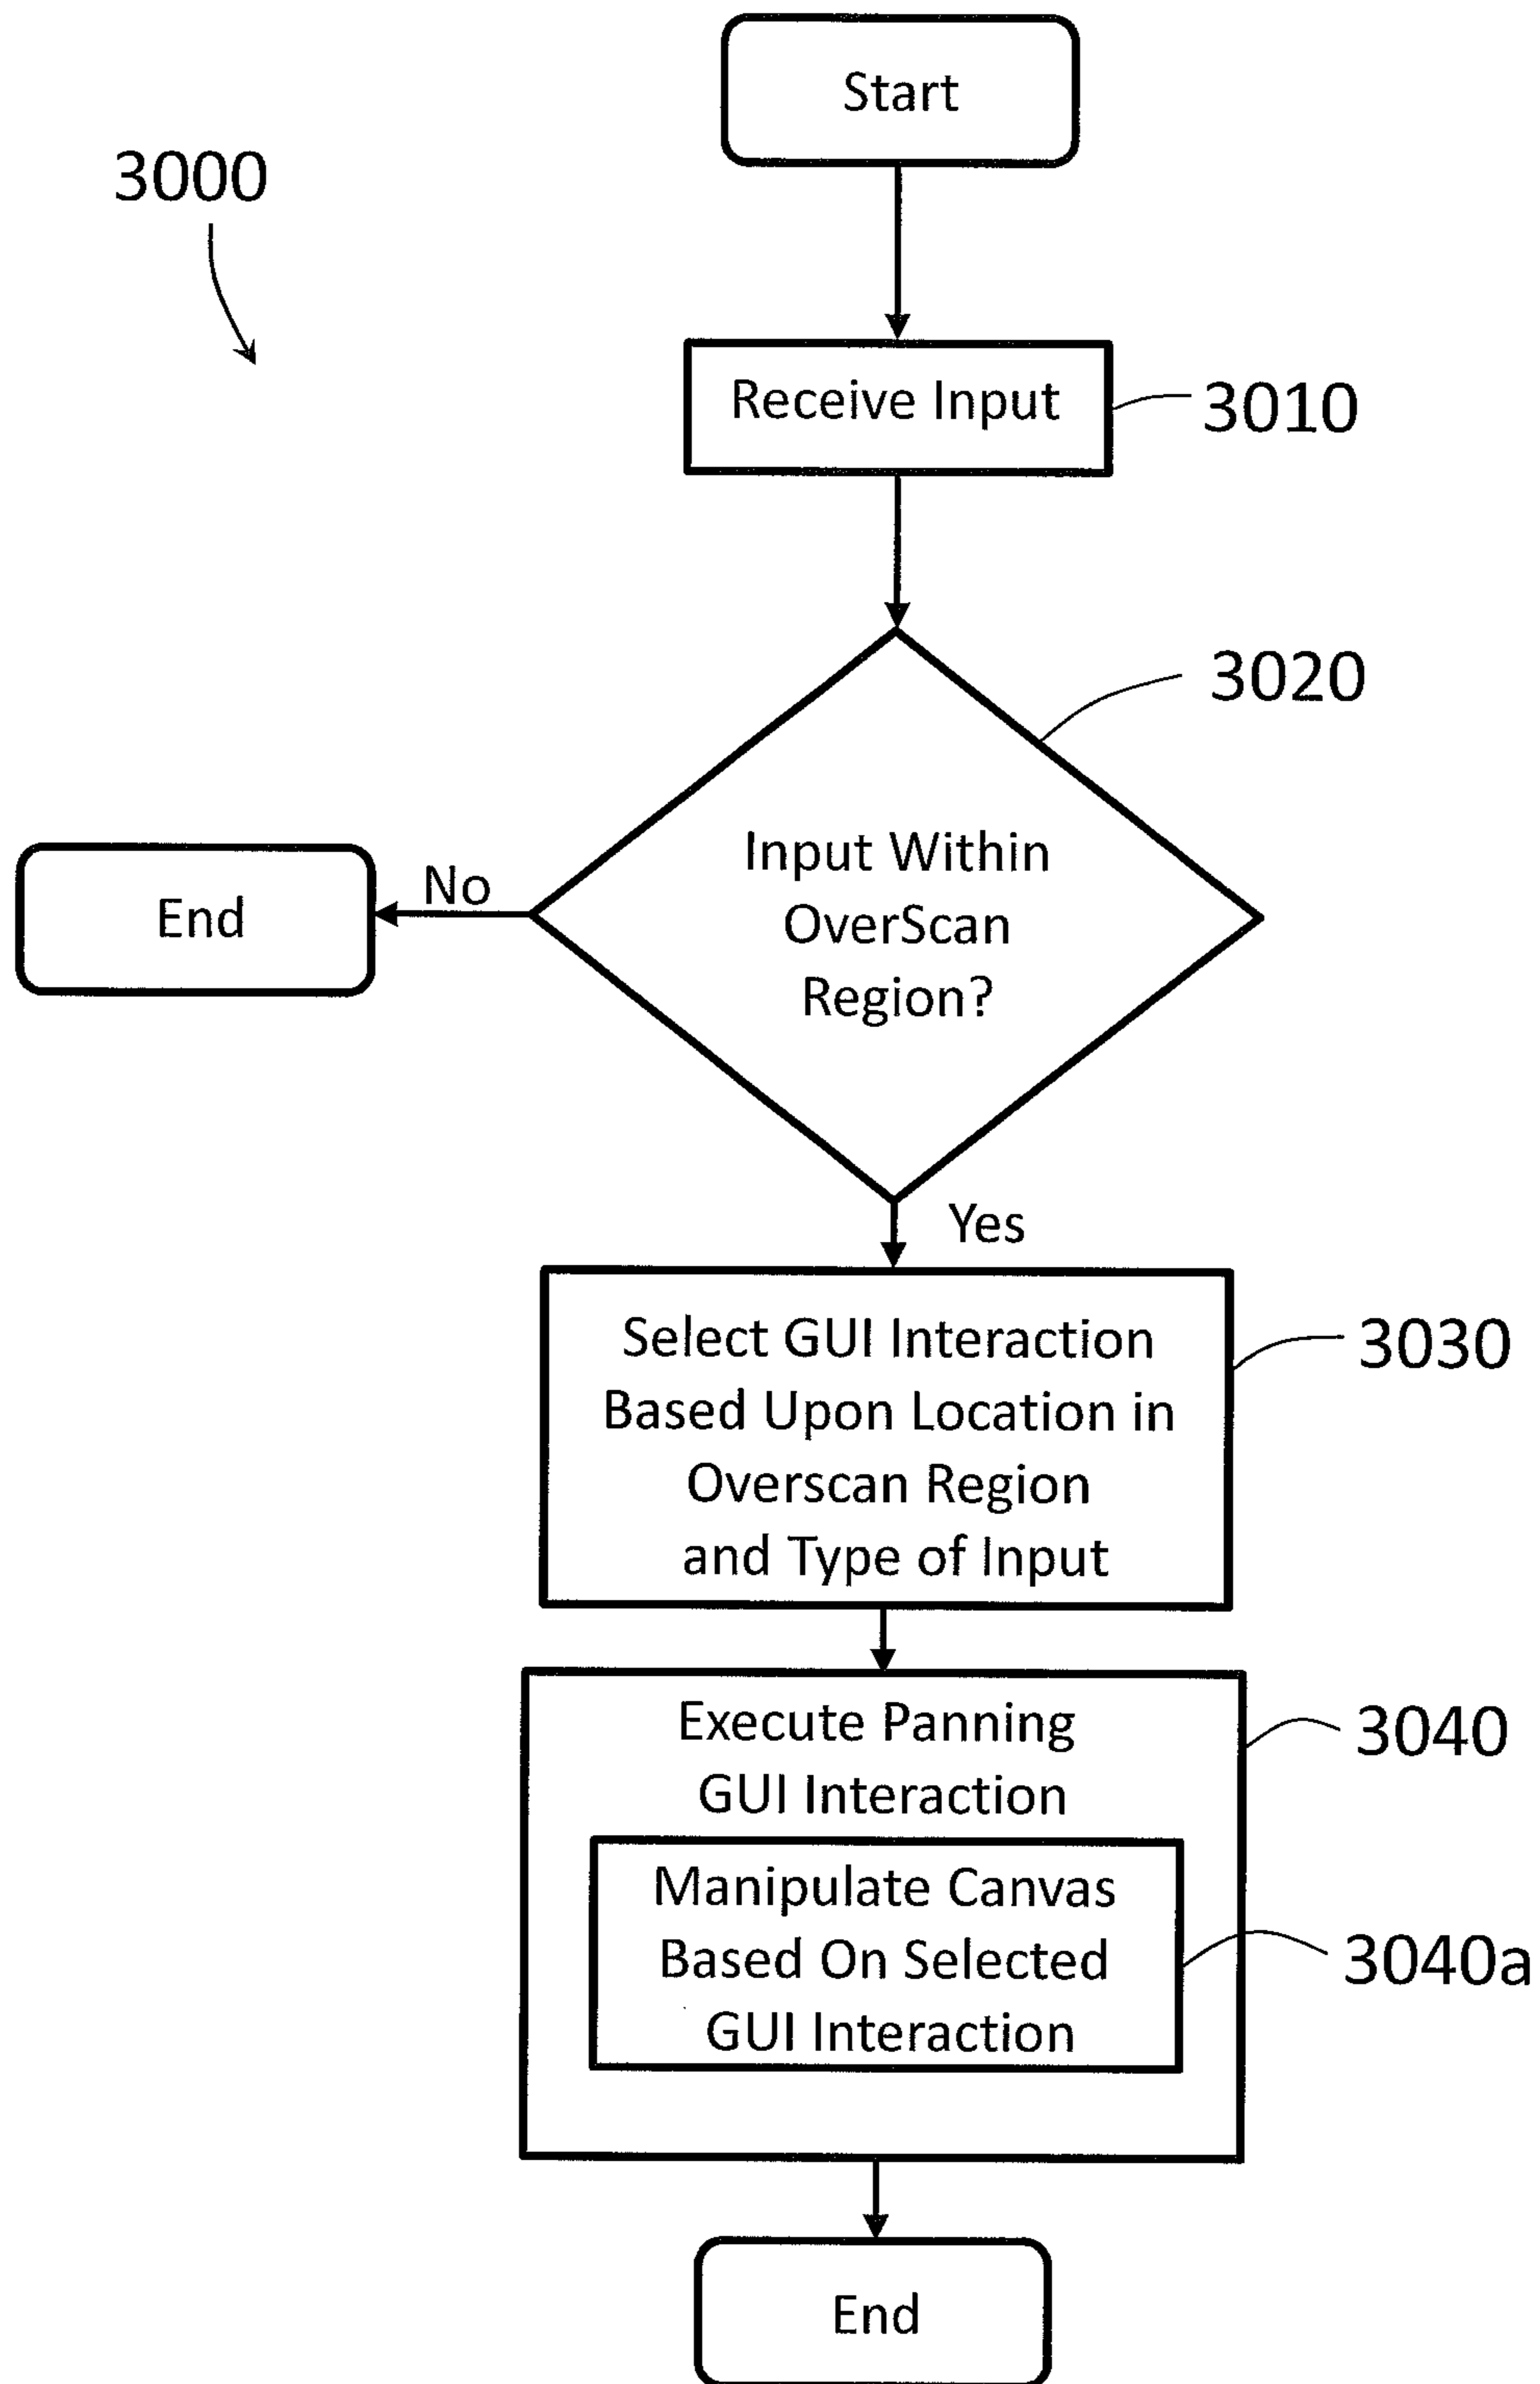 Start
3000
Receive Input
3010
3020
Input Within
OverScan
Region?
No
End
Yes
Select GUI Interaction
Based Upon Location in
Overscan Region
and Type of Input
3030
Execute Panning
GUI Interaction
3040
Manipulate Canvas
Based On Selected
GUI Interaction
3040a
End